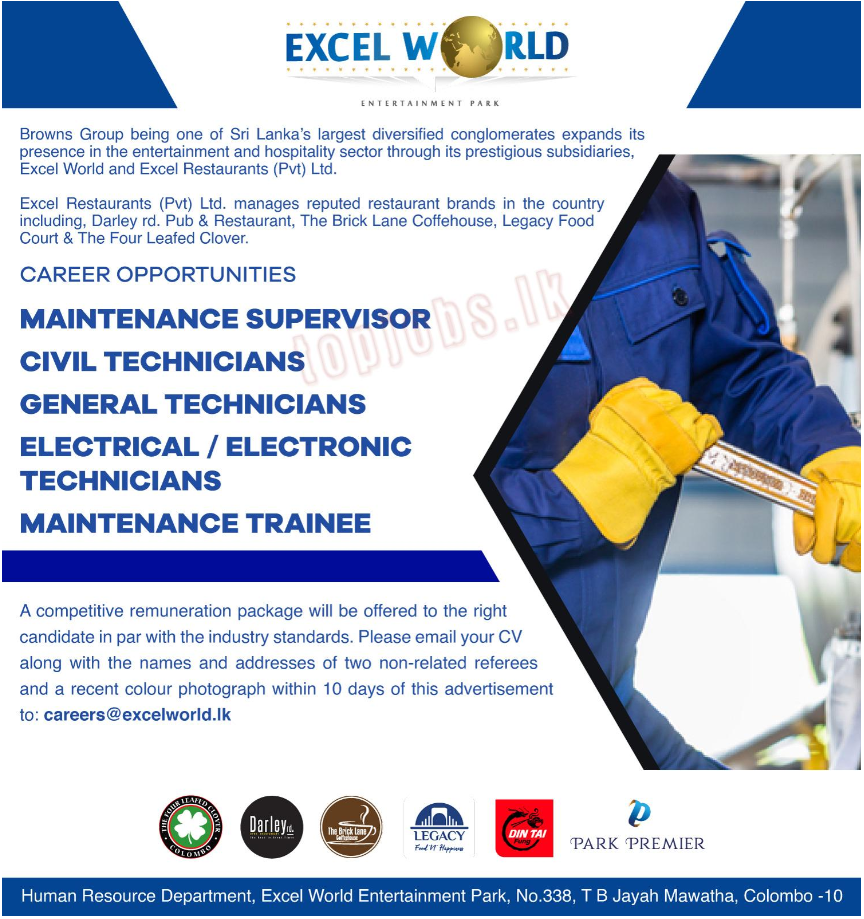 EXCEL WORLD
ENTERTAINMENT PARK
Browns Group being one of Sri Lanka's largest diversified conglomerates expands its
presence in the entertainment and hospitality sector through its prestigious subsidiaries,
Excel World and Excel Restaurants (Pvt) Ltd.
Excel Restaurants (Pvt) Ltd. manages reputed restaurant brands in the country
including, Darley rd. Pub & Restaurant, The Brick Lane Coffehouse, Legacy Food
Court & The Four Leafed Clover.
CAREER OPPORTUNITIES
topjobs.lk
MAINTENANCE SUPERVISOR
CIVIL TECHNICIANS
GENERAL TECHNICIANS
ELECTRICAL / ELECTRONIC
TECHNICIANS
MAINTENANCE TRAINEE
A competitive remuneration package will be offered to the right
candidate in par with the industry standards. Please email your CV
along with the names and addresses of two non-related referees
and a recent colour photograph within 10 days of this advertisement
to: careers@excelworld.lk
THE FOUR LEAFED CLOVER
COLOMBO
Darley rd.
The Brick Lane
Coffeehouse
LEGACY
Food N' Happiness
DIN TAI
Fung
PARK PREMIER
Human Resource Department, Excel World Entertainment Park, No.338, T B Jayah Mawatha, Colombo -10